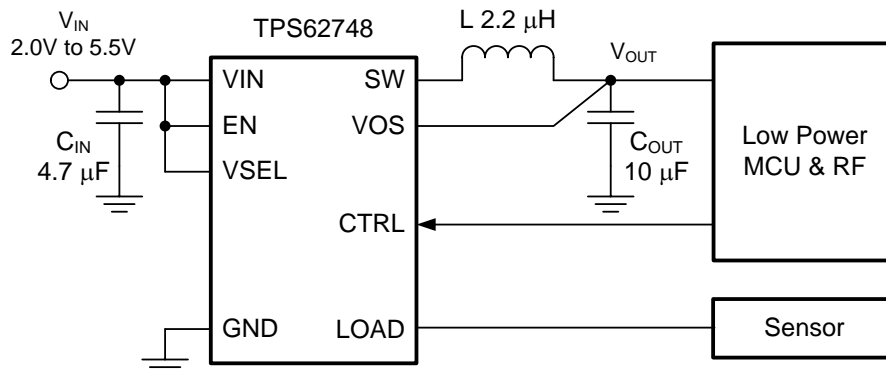 TPS62748
L 2.2 μH
V_IN
2.0V to 5.5V
V_OUT
VIN
SW
EN
VOS
C_IN
4.7 μF
VSEL
C_OUT
10 μF
Low Power
MCU & RF
CTRL
GND
LOAD
Sensor